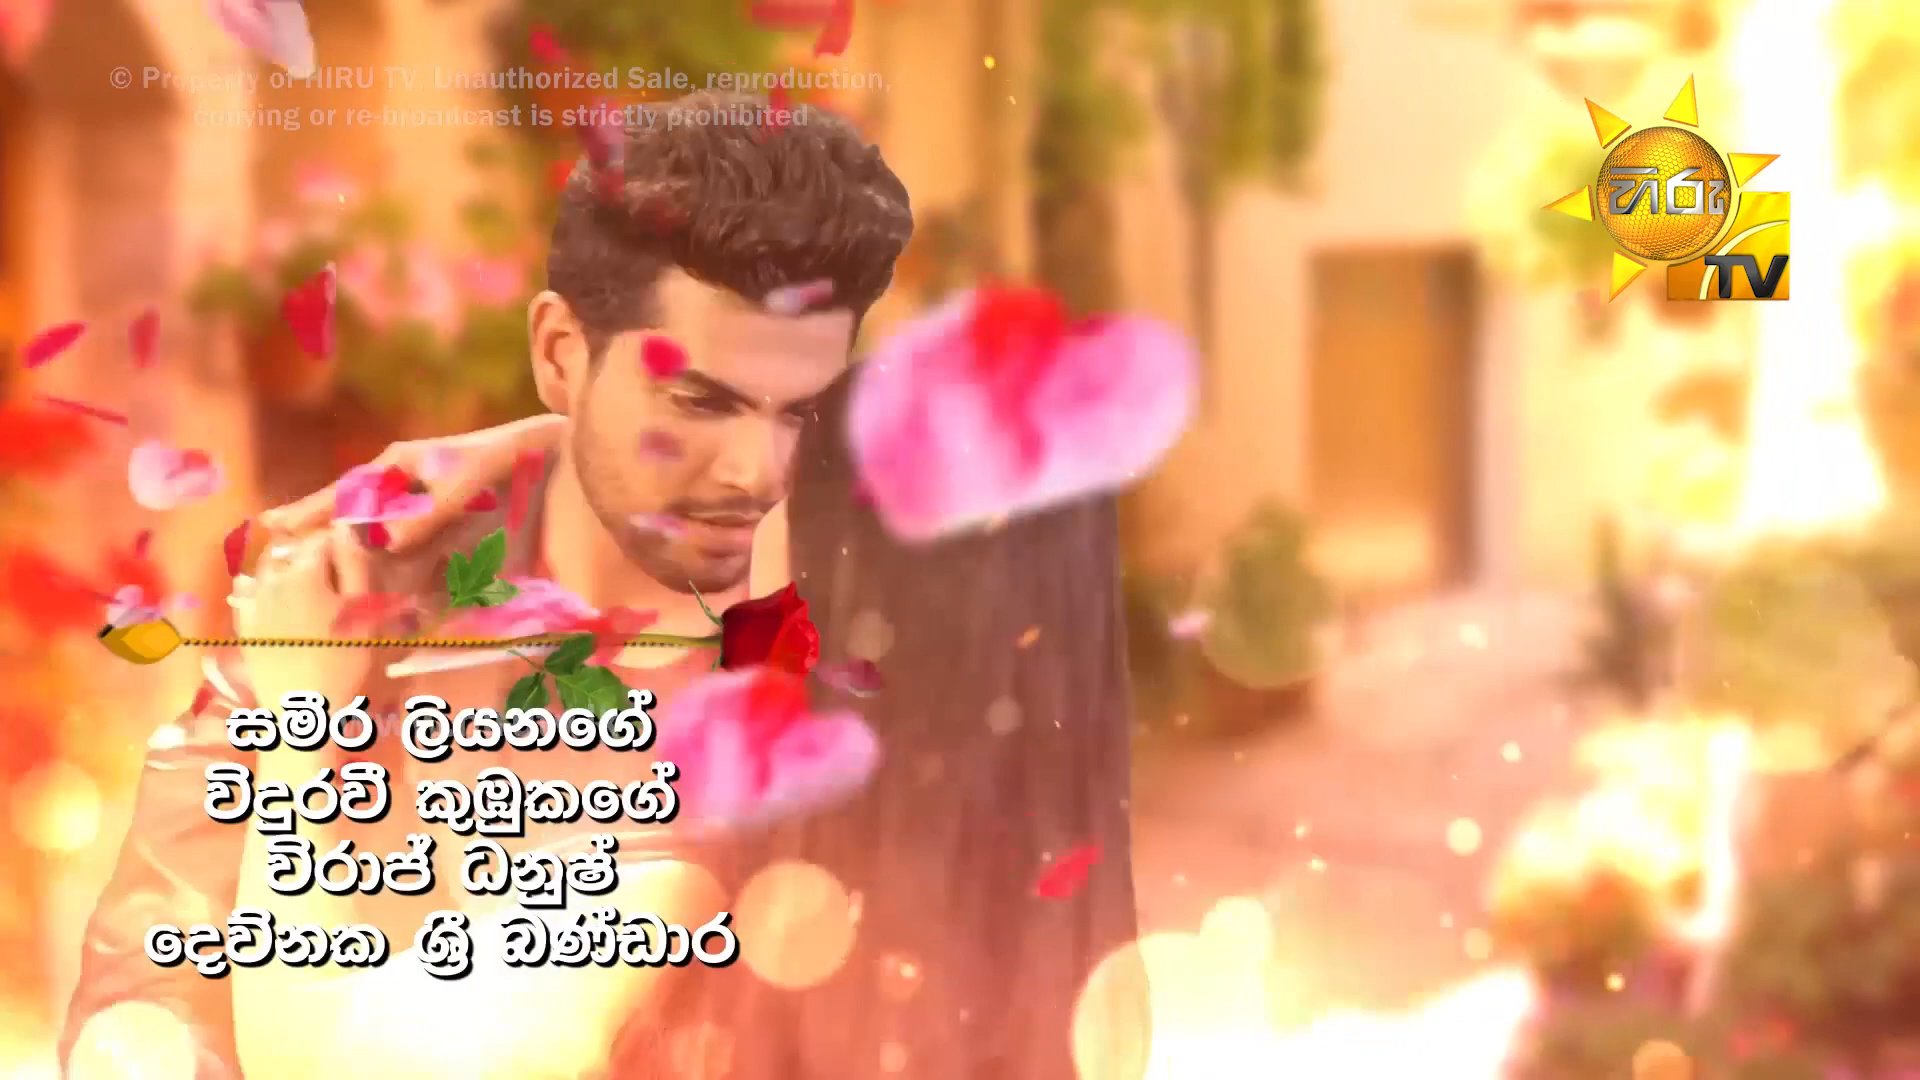 © Property of HIRU TV. Unauthorized Sale, reproduction,
copying or re-broadcast is strictly prohibited
හිරු
TV
සමීර ලියනගේ
විදුරවී කුඹුකගේ
විරාජ් ධනුෂ්
දෙව්නක ශ්‍රී බණ්ඩාර